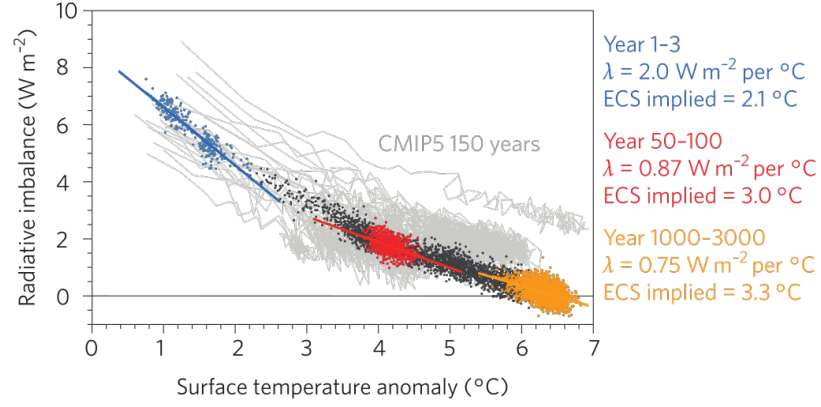 10
8
6
4
2
0
0 1 2 3 4 5 6 7
Radiative imbalance (W m⁻²)
Surface temperature anomaly (°C)
CMIP5 150 years
Year 1–3
λ = 2.0 W m⁻² per °C
ECS implied = 2.1 °C
Year 50–100
λ = 0.87 W m⁻² per °C
ECS implied = 3.0 °C
Year 1000–3000
λ = 0.75 W m⁻² per °C
ECS implied = 3.3 °C